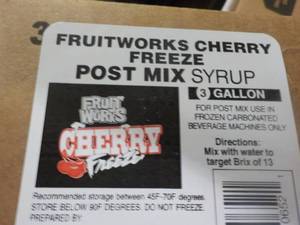 3
FRUITWORKS CHERRY
FREEZE
POST MIX SYRUP
3 GALLON
FOR POST MIX USE IN
FROZEN CARBONATED
BEVERAGE MACHINES ONLY
Directions:
Mix with water to
target Brix of 13
FRUIT
WORKS
CHERRY
Freeze
Recommended storage between 45F-70F degrees.
STORE BELOW 90F DEGREES. DO NOT FREEZE.
PREPARED BY